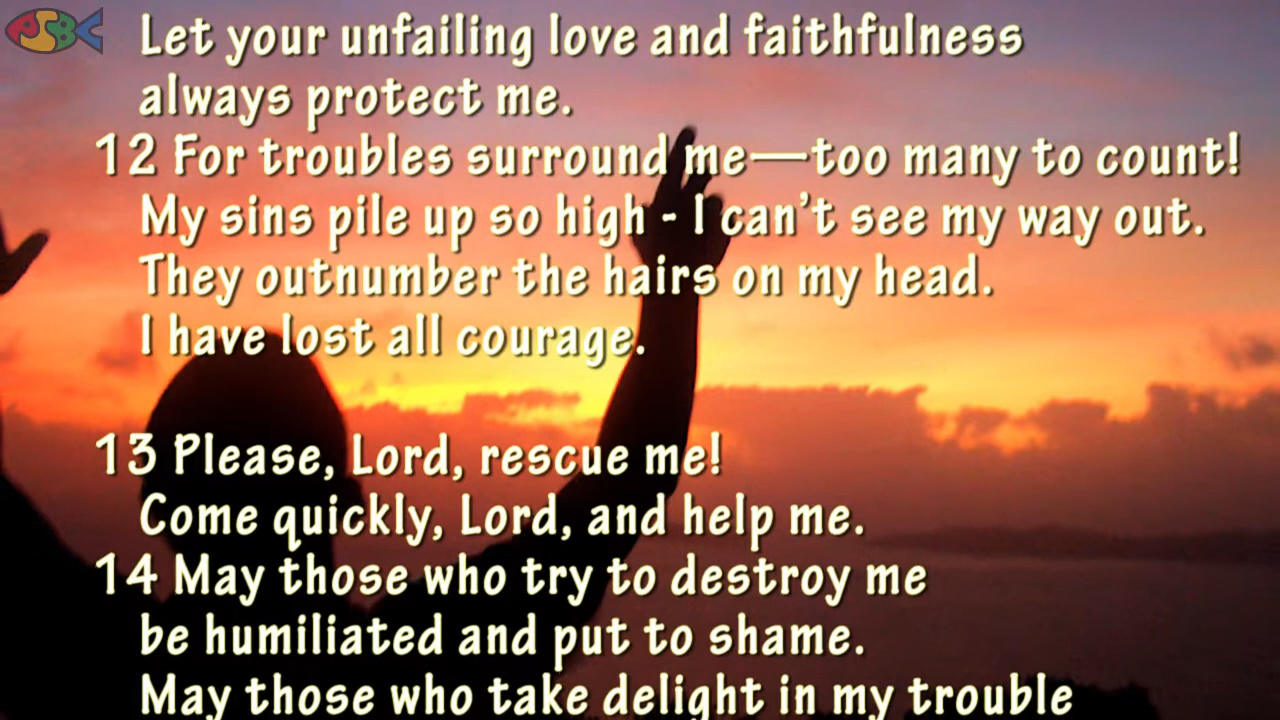 PSBC
Let your unfailing love and faithfulness
always protect me.
12 For troubles surround me—too many to count!
My sins pile up so high - I can't see my way out.
They outnumber the hairs on my head.
I have lost all courage.
13 Please, Lord, rescue me!
Come quickly, Lord, and help me.
14 May those who try to destroy me
be humiliated and put to shame.
May those who take delight in my trouble